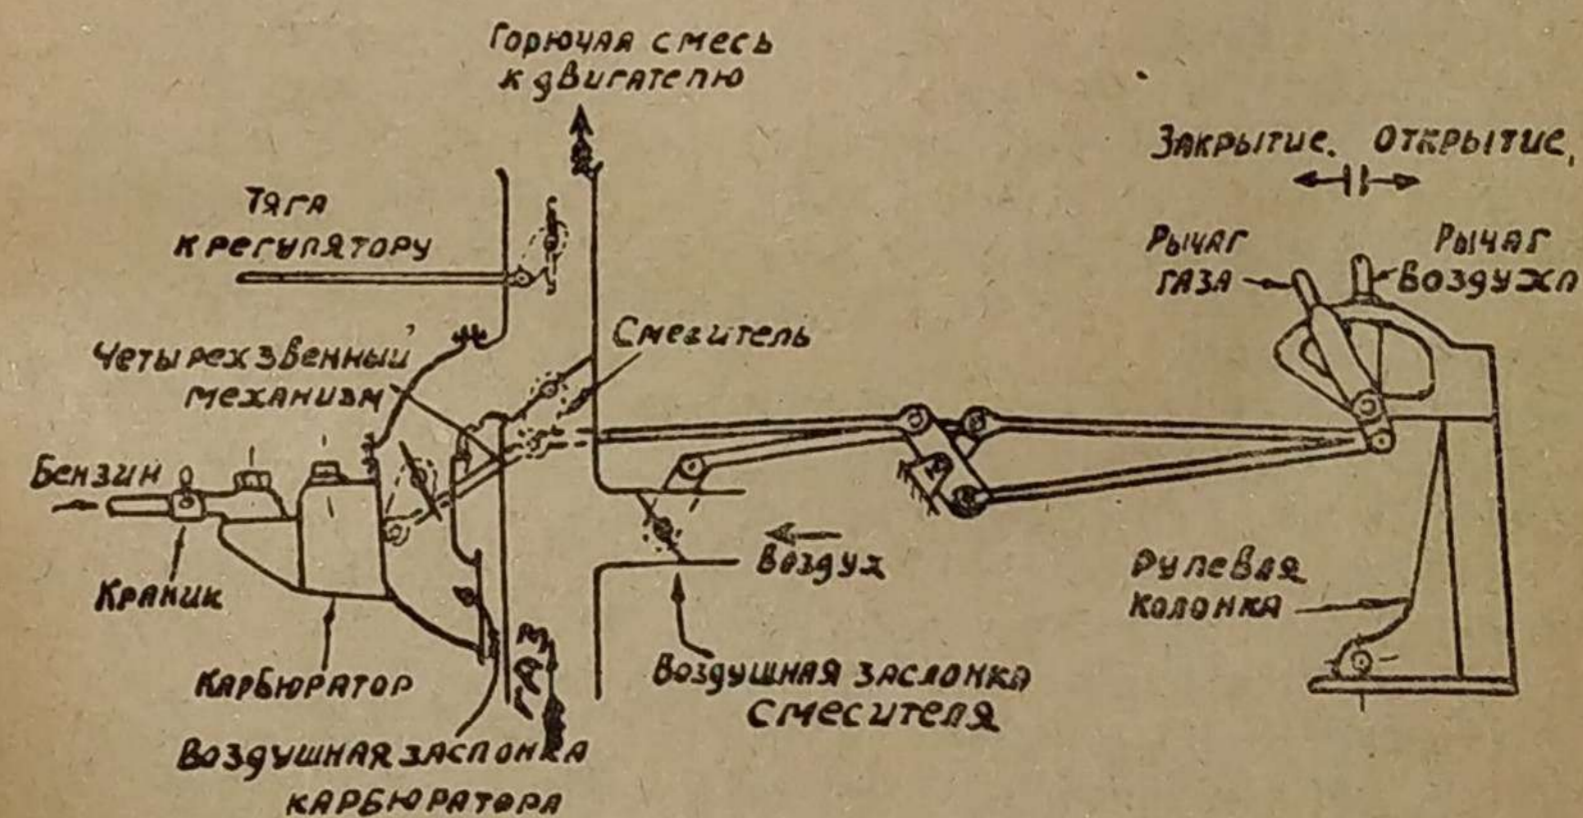 Горючая смесь
к двигателю
Закрытие. Открытие,
Тяга
к регулятору
Рычаг
газа
Рычаг
воздуха
Четырехзвенный
механизм
Смеситель
Бензин
Краник
Воздух
Рулевая
колонка
Карбюратор
Газ
Воздушная заслонка
смесителя
Воздушная заслонка
карбюратора